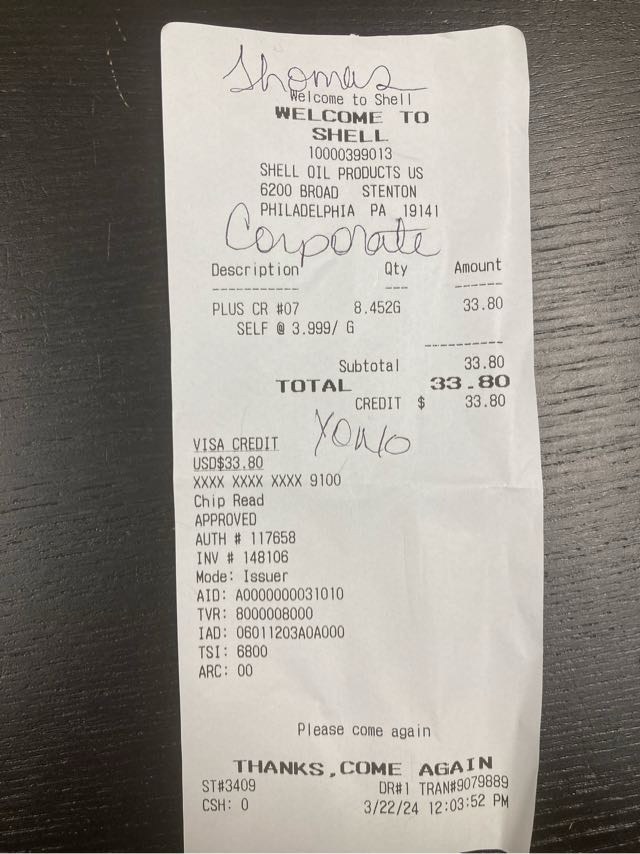 Thomas
Welcome to Shell
WELCOME TO
SHELL
10000399013
SHELL OIL PRODUCTS US
6200 BROAD STENTON
PHILADELPHIA PA 19141
Corporate
Description Qty Amount
----------- --- ------
PLUS CR #07 8.452G 33.80
SELF @ 3.999/ G
----------
Subtotal 33.80
TOTAL 33.80
CREDIT $ 33.80
VISA CREDIT
USD$33.80
XXXX XXXX XXXX 9100
Chip Read
APPROVED
AUTH # 117658
INV # 148106
Mode: Issuer
AID: A0000000031010
TVR: 8000008000
IAD: 06011203A0A000
TSI: 6800
ARC: 00
Please come again
THANKS,COME AGAIN
ST#3409 DR#1 TRAN#9079889
CSH: 0 3/22/24 12:03:52 PM